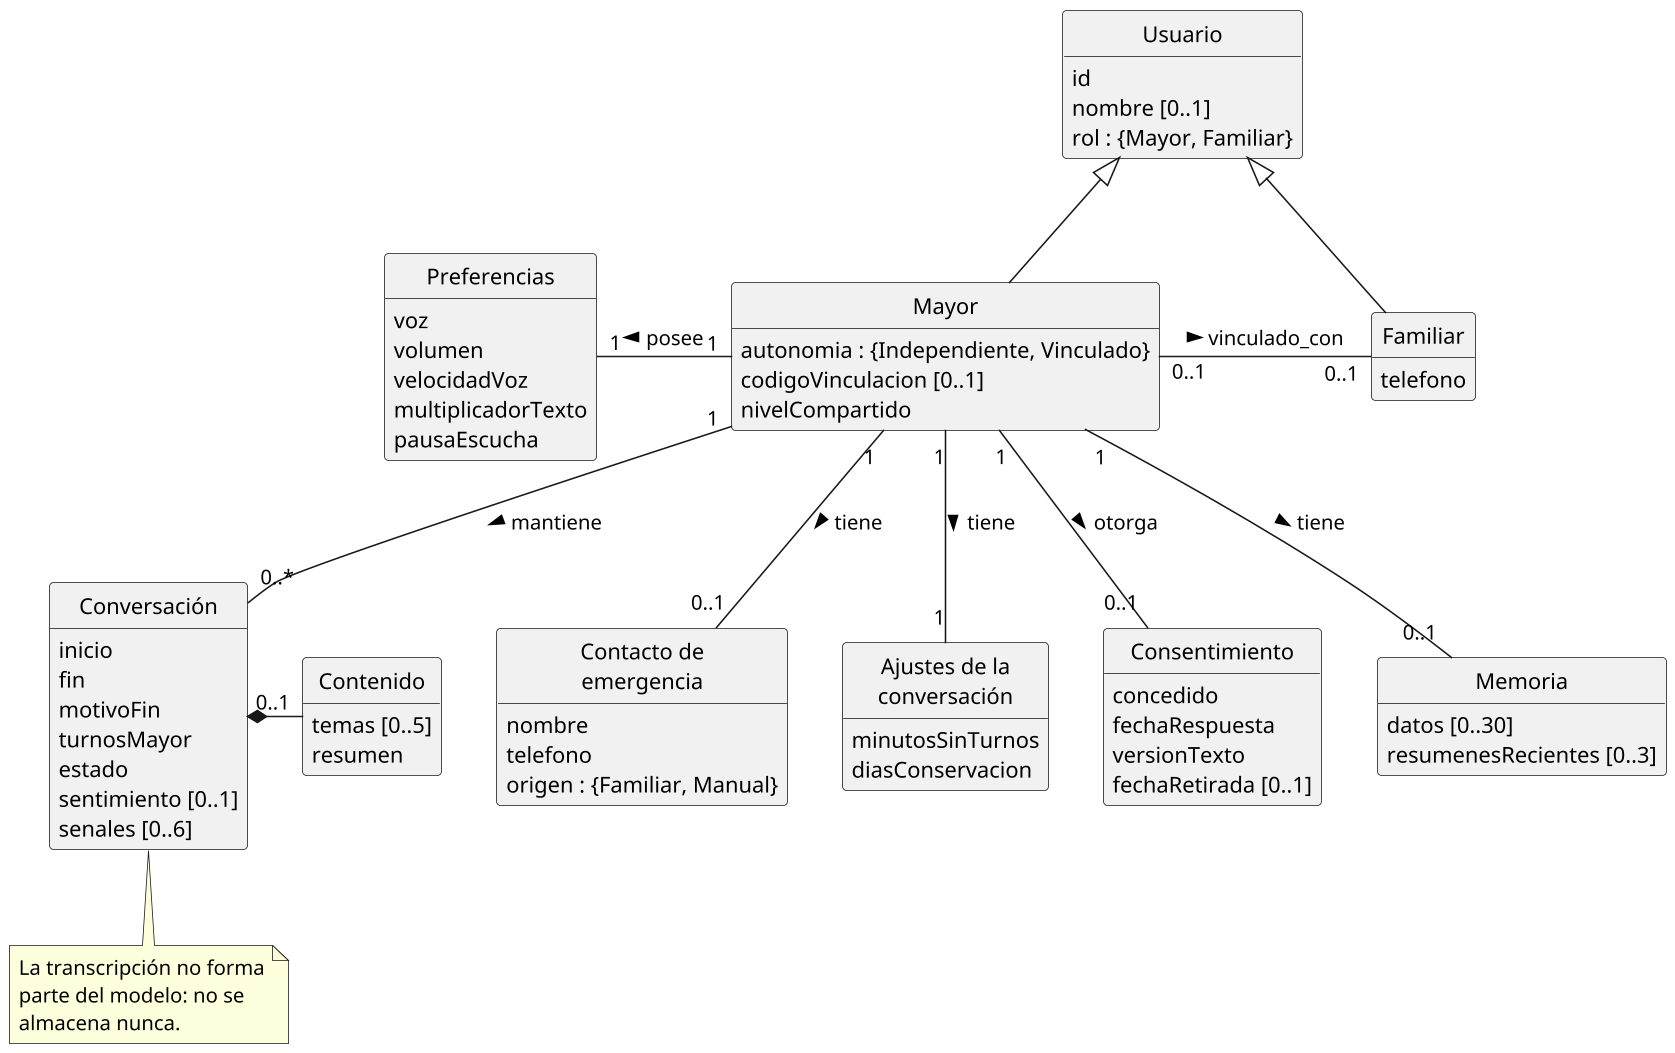 Usuario
id
nombre [0..1]
rol : {Mayor, Familiar}
Preferencias
voz
volumen
velocidadVoz
multiplicadorTexto
pausaEscucha
1
posee
1
Mayor
autonomia : {Independiente, Vinculado}
codigoVinculacion [0..1]
nivelCompartido
vinculado_con
0..1
0..1
Familiar
telefono
1
1
1
1
1
mantiene
tiene
tiene
otorga
tiene
0..*
0..1
1
0..1
0..1
Conversación
inicio
fin
motivoFin
turnosMayor
estado
sentimiento [0..1]
senales [0..6]
0..1
Contenido
temas [0..5]
resumen
Contacto de
emergencia
nombre
telefono
origen : {Familiar, Manual}
Ajustes de la
conversación
minutosSinTurnos
diasConservacion
Consentimiento
concedido
fechaRespuesta
versionTexto
fechaRetirada [0..1]
Memoria
datos [0..30]
resumenesRecientes [0..3]
La transcripción no forma
parte del modelo: no se
almacena nunca.